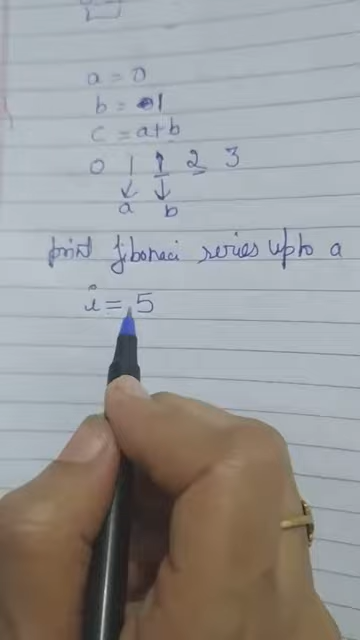 a = 0
b = 1
c = a+b
0 1 1 2 3
a b
print fibonaci series upto a
i = 5